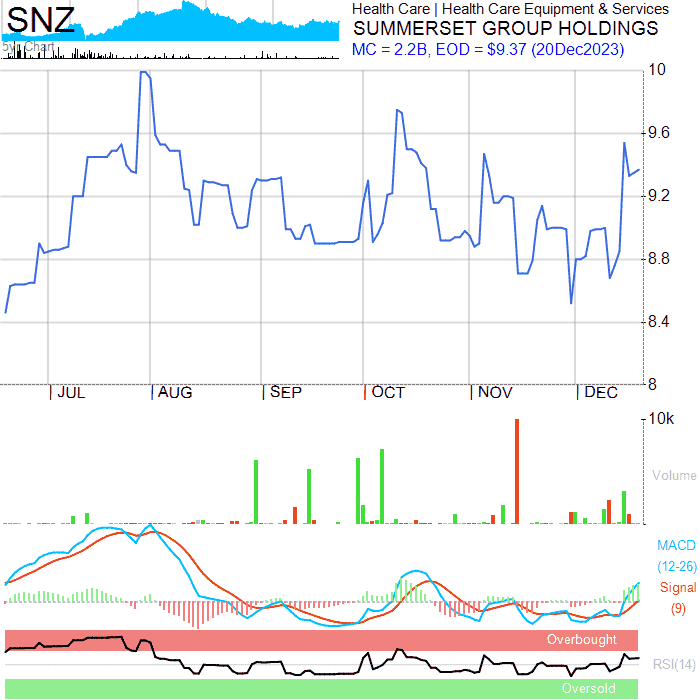 SNZ
5yr Chart
Health Care | Health Care Equipment & Services
SUMMERSET GROUP HOLDINGS
MC = 2.2B, EOD = $9.37 (20Dec2023)
10
9.6
9.2
8.8
8.4
8
JUL AUG SEP OCT NOV DEC
10k
Volume
MACD
(12-26)
Signal
(9)
Overbought
RSI(14)
Oversold